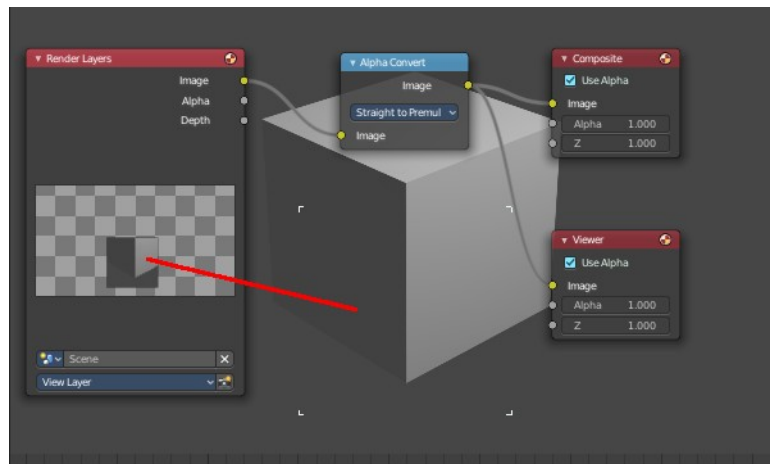 Render Layers
Image
Alpha
Depth
Scene
View Layer
Alpha Convert
Image
Straight to Premul
Image
Composite
Use Alpha
Image
Alpha 1.000
Z 1.000
Viewer
Use Alpha
Image
Alpha 1.000
Z 1.000